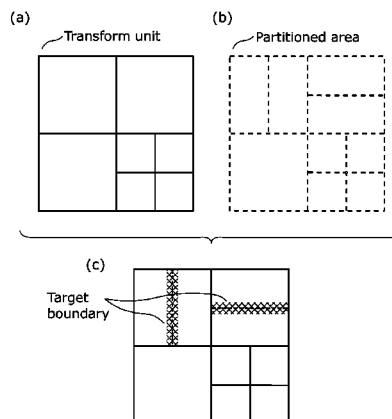 (a)
Transform unit
(b)
Partitioned area
(c)
Target
boundary